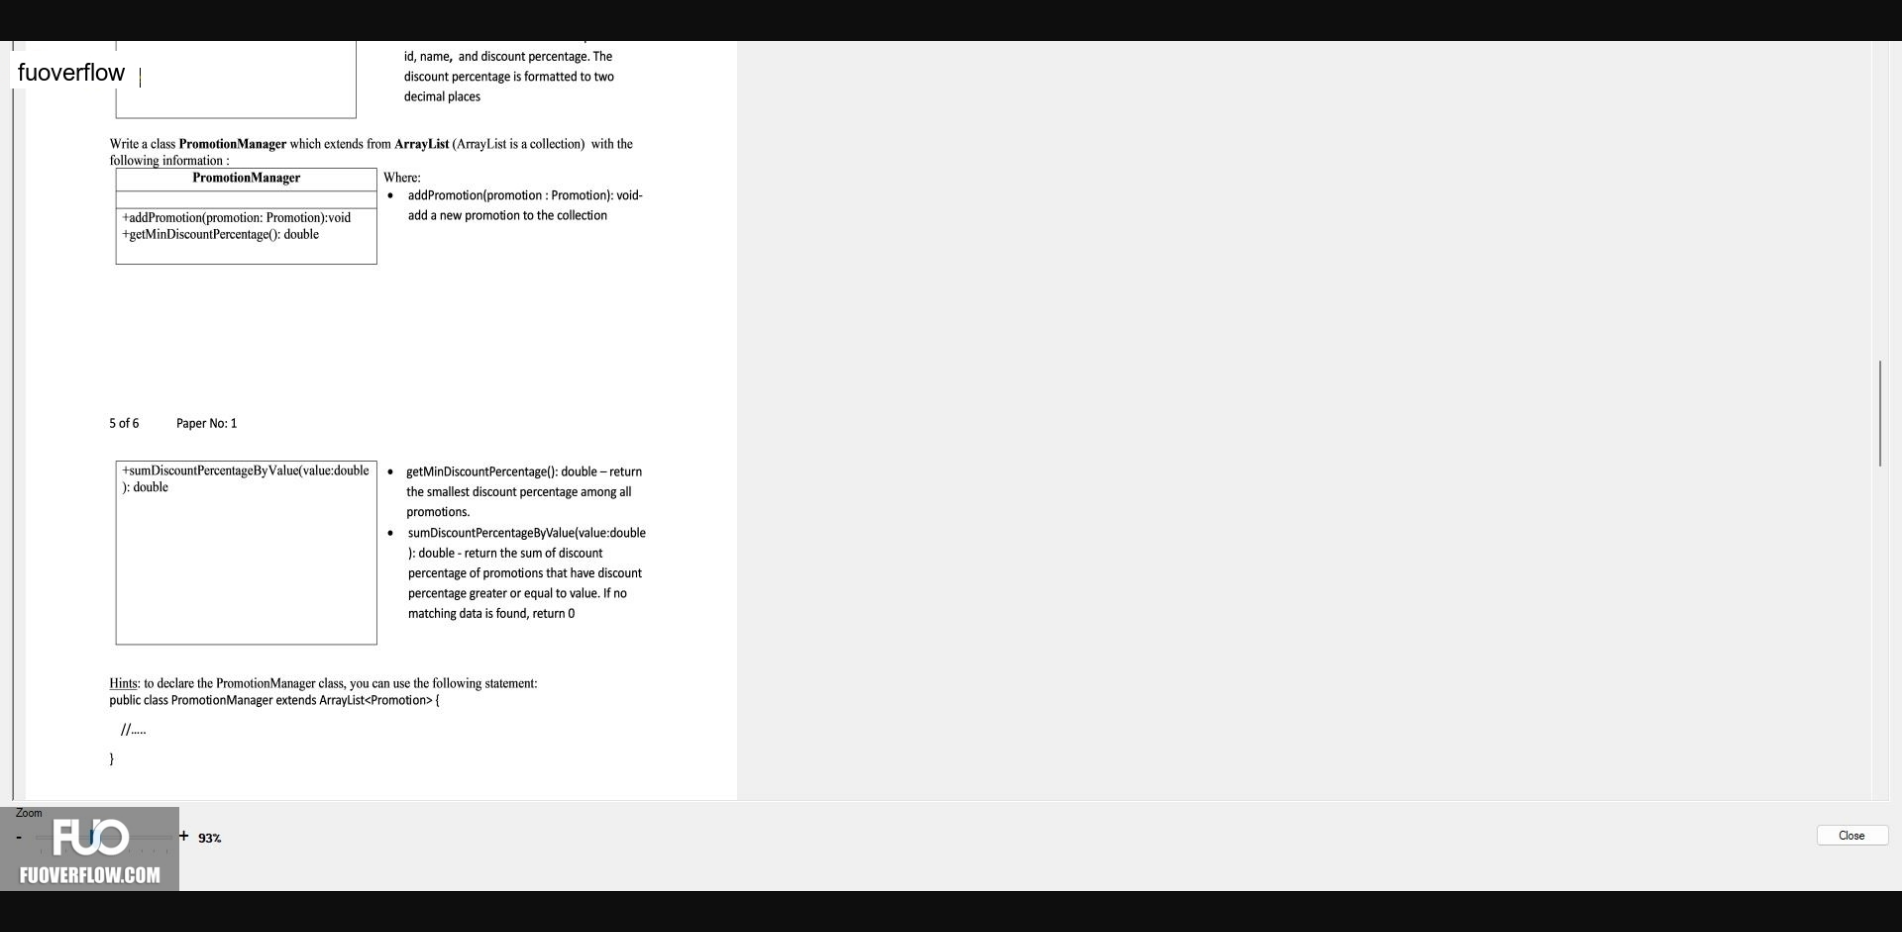 id, name, and discount percentage. The
fuoverflow
discount percentage is formatted to two
decimal places
Write a class PromotionManager which extends from ArrayList (ArrayList is a collection) with the
following information :
PromotionManager
Where:
• addPromotion(promotion : Promotion): void-
add a new promotion to the collection
+addPromotion(promotion: Promotion):void
+getMinDiscountPercentage(): double
5 of 6 Paper No: 1
+sumDiscountPercentageByValue(value:double
): double
• getMinDiscountPercentage(): double – return
the smallest discount percentage among all
promotions.
• sumDiscountPercentageByValue(value:double
): double - return the sum of discount
percentage of promotions that have discount
percentage greater or equal to value. If no
matching data is found, return 0
Hints: to declare the PromotionManager class, you can use the following statement:
public class PromotionManager extends ArrayList<Promotion> {
//.....
}
Zoom
- + 93%
Close
FUO
FUOVERFLOW.COM